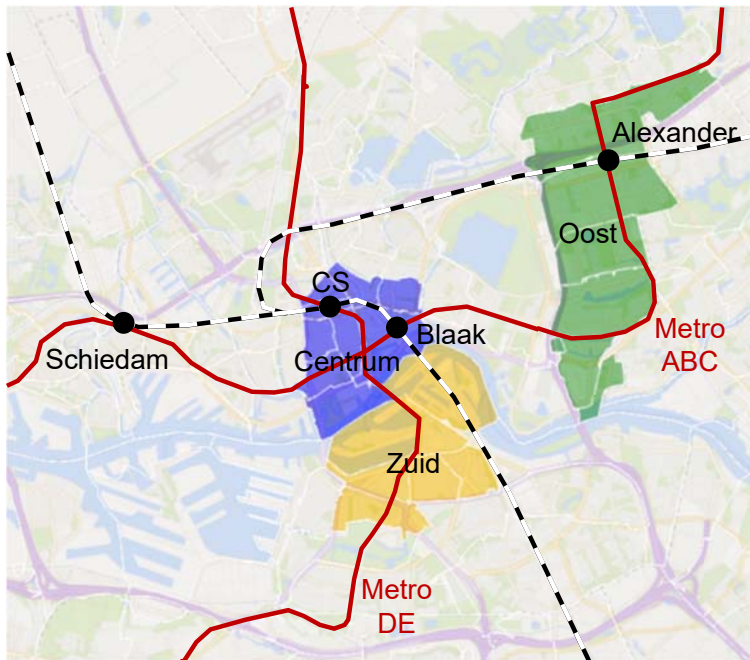 Alexander
Oost
CS
Blaak
Metro
ABC
Schiedam
Centrum
Zuid
Metro
DE